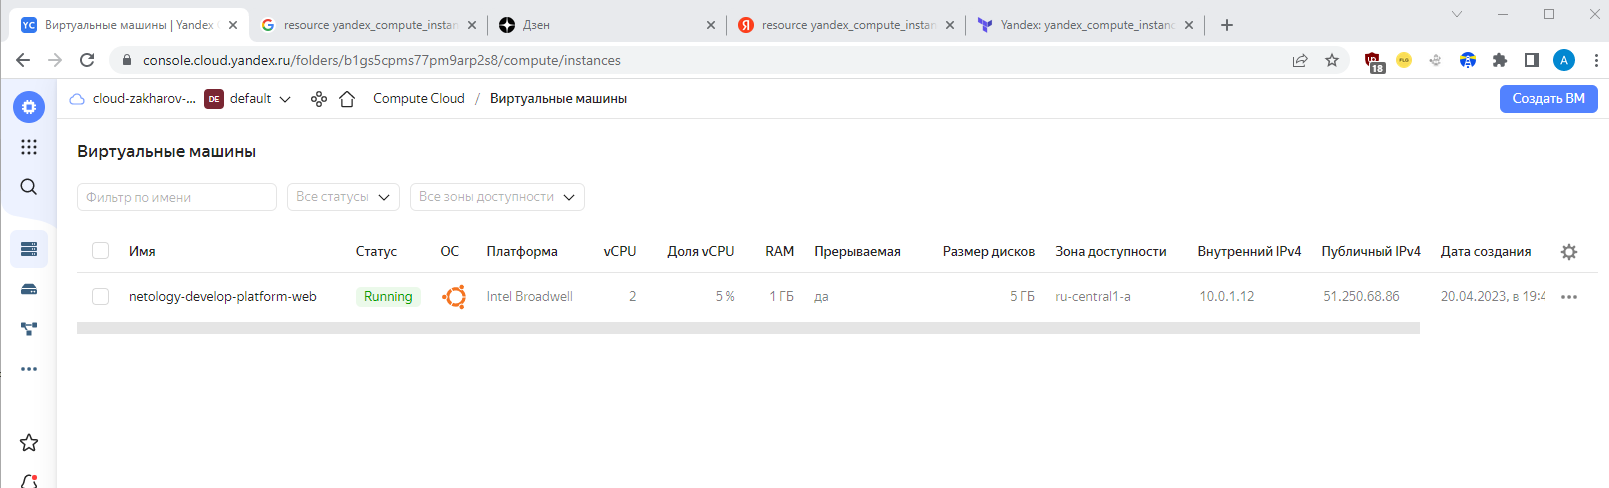 Виртуальные машины | Yandex resource yandex_compute_instan Дзен resource yandex_compute_instan Yandex: yandex_compute_instanc
console.cloud.yandex.ru/folders/b1gs5cpms77pm9arp2s8/compute/instances 18 FLO A
cloud-zakharov-... DE default Compute Cloud / Виртуальные машины Создать ВМ
Виртуальные машины
Фильтр по имени Все статусы Все зоны доступности
Имя Статус ОС Платформа vCPU Доля vCPU RAM Прерываемая Размер дисков Зона доступности Внутренний IPv4 Публичный IPv4 Дата создания
netology-develop-platform-web Running Intel Broadwell 2 5 % 1 ГБ да 5 ГБ ru-central1-a 10.0.1.12 51.250.68.86 20.04.2023, в 19:4